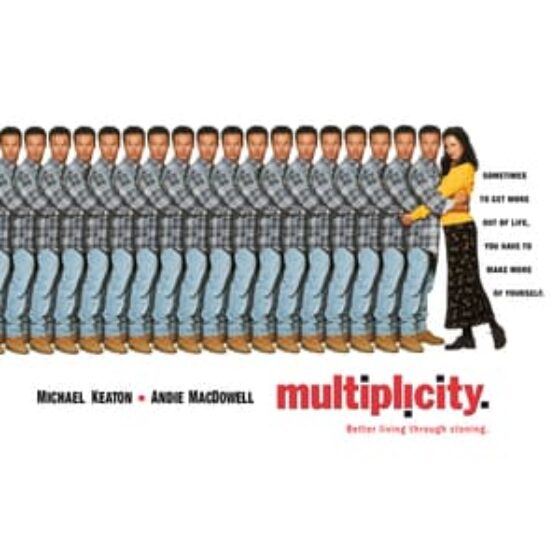 SOMETIMES
TO GET MORE
OUT OF LIFE,
YOU HAVE TO
MAKE MORE
OF YOURSELF.
MICHAEL KEATON • ANDIE MACDOWELL
multiplicity.
Better living through cloning.